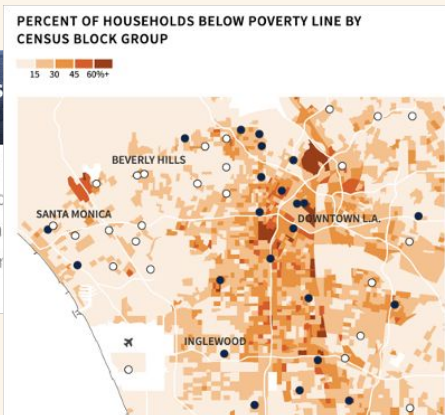 PERCENT OF HOUSEHOLDS BELOW POVERTY LINE BY
CENSUS BLOCK GROUP
15 30 45 60%+
BEVERLY HILLS
SANTA MONICA
DOWNTOWN L.A.
INGLEWOOD